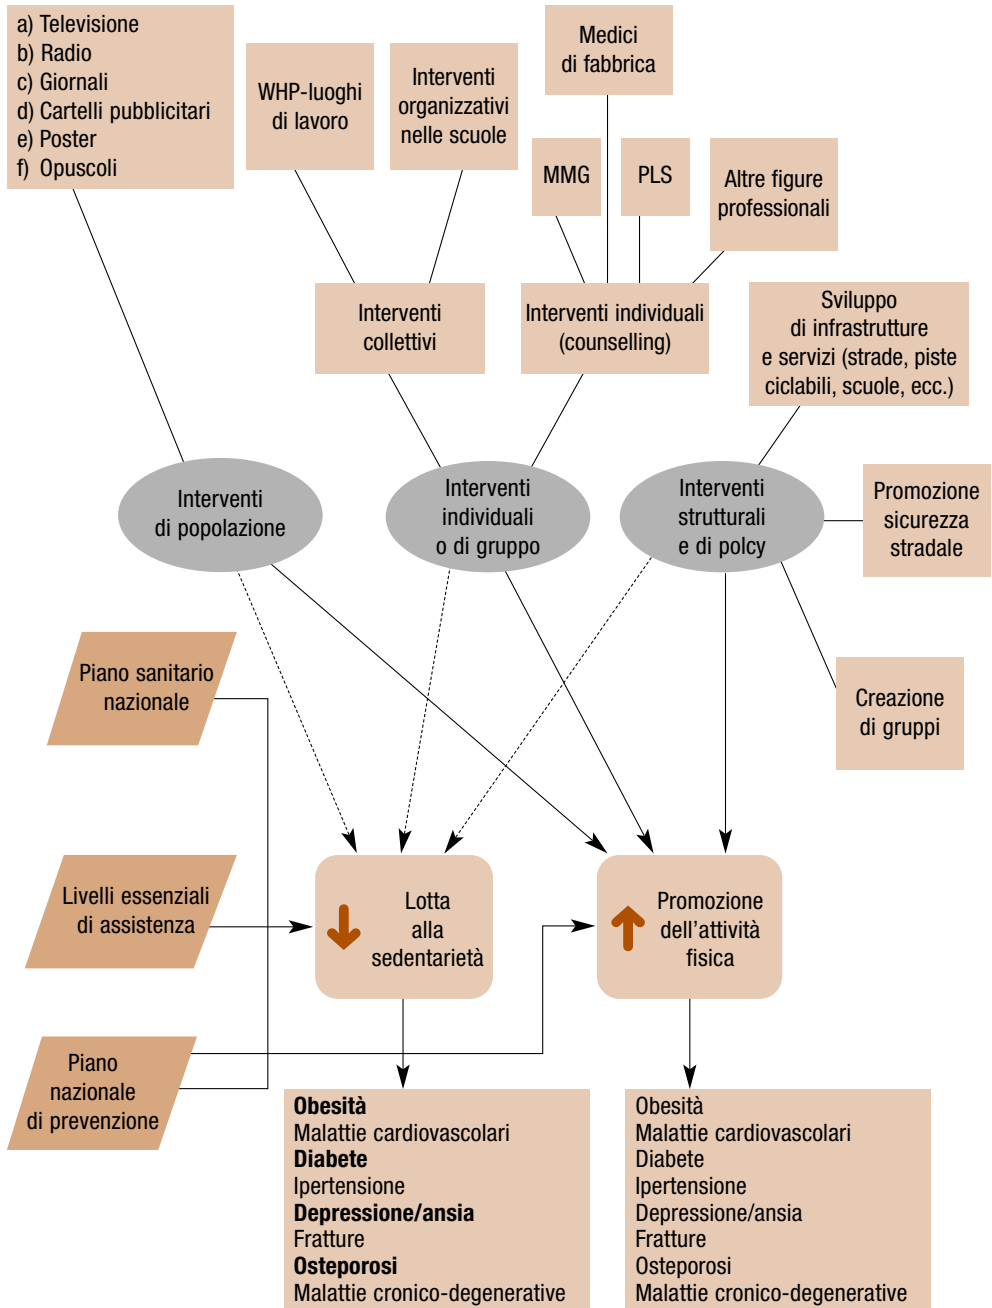 a) Televisione
b) Radio
c) Giornali
d) Cartelli pubblicitari
e) Poster
f) Opuscoli
WHP-luoghi
di lavoro
Interventi
organizzativi
nelle scuole
Medici
di fabbrica
MMG
PLS
Altre figure
professionali
Interventi
collettivi
Interventi individuali
(counselling)
Sviluppo
di infrastrutture
e servizi (strade, piste
ciclabili, scuole, ecc.)
Interventi
di popolazione
Interventi
individuali
o di gruppo
Interventi
strutturali
e di polcy
Promozione
sicurezza
stradale
Creazione
di gruppi
Piano sanitario
nazionale
Livelli essenziali
di assistenza
Piano
nazionale
di prevenzione
Lotta
alla
sedentarietà
Promozione
dell'attività
fisica
Obesità
Malattie cardiovascolari
Diabete
Ipertensione
Depressione/ansia
Fratture
Osteporosi
Malattie cronico-degenerative
Obesità
Malattie cardiovascolari
Diabete
Ipertensione
Depressione/ansia
Fratture
Osteoporosi
Malattie cronico-degenerative